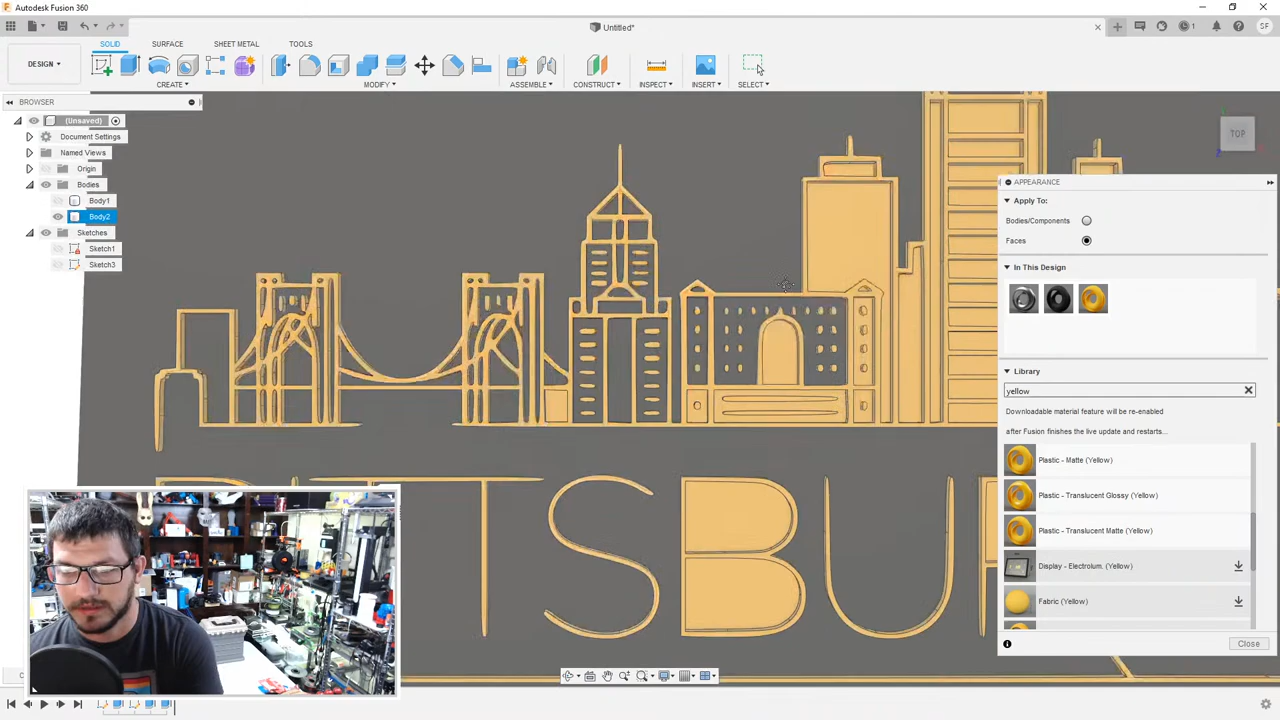 Autodesk Fusion 360
Untitled*
1
SF
DESIGN
SOLID
SURFACE
SHEET METAL
TOOLS
CREATE
MODIFY
ASSEMBLE
CONSTRUCT
INSPECT
INSERT
SELECT
BROWSER
(Unsaved)
Document Settings
Named Views
Origin
Bodies
Body1
Body2
Sketches
Sketch1
Sketch3
TOP
APPEARANCE
Apply To:
Bodies/Components
Faces
In This Design
Library
yellow
Downloadable material feature will be re-enabled
after Fusion finishes the live update and restarts...
Plastic - Matte (Yellow)
Plastic - Translucent Glossy (Yellow)
Plastic - Translucent Matte (Yellow)
Display - Electrolum. (Yellow)
Fabric (Yellow)
Close
ITTSBUR